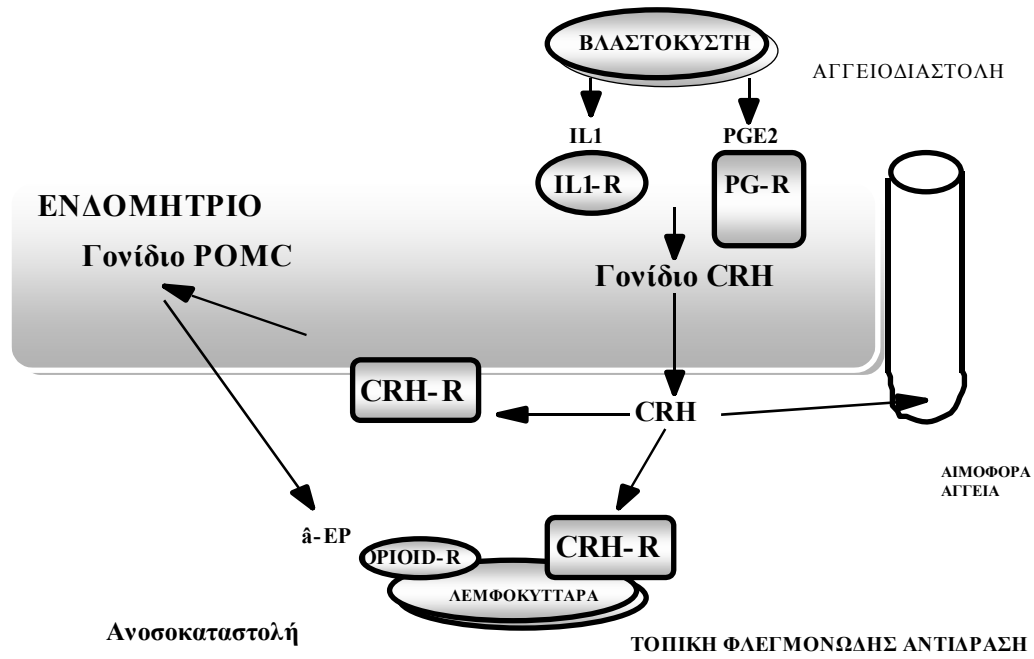 ΒΛΑΣΤΟΚΥΣΤΗ
ΑΓΓΕΙΟΔΙΑΣΤΟΛΗ
IL1
PGE2
IL1-R
PG-R
ΕΝΔΟΜΗΤΡΙΟ
Γονίδιο POMC
Γονίδιο CRH
CRH-R
CRH
ΑΙΜΟΦΟΡΑ
ΑΓΓΕΙΑ
â-EP
OPIOID-R
CRH-R
ΛΕΜΦΟΚΥΤΤΑΡΑ
Ανοσοκαταστολή
ΤΟΠΙΚΗ ΦΛΕΓΜΟΝΩΔΗΣ ΑΝΤΙΔΡΑΣΗ